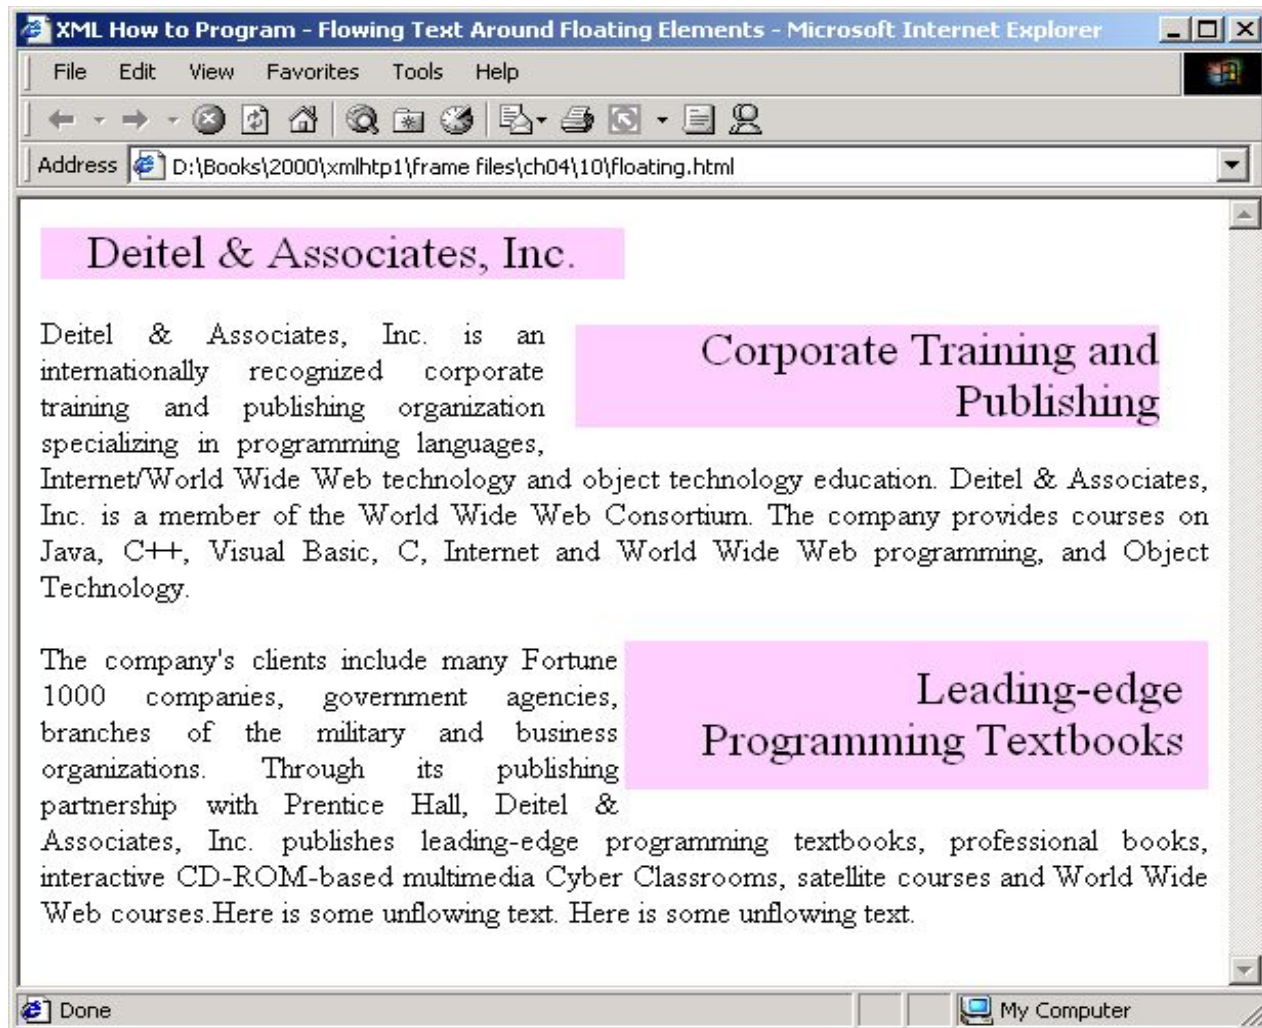 XML How to Program - Flowing Text Around Floating Elements - Microsoft Internet Explorer
File Edit View Favorites Tools Help
Address D:\Books\2000\xmlhtp1\frame files\ch04\10\floating.html
Deitel & Associates, Inc.
Deitel & Associates, Inc. is an
internationally recognized corporate
training and publishing organization
specializing in programming languages,
Corporate Training and
Publishing
Internet/World Wide Web technology and object technology education. Deitel & Associates,
Inc. is a member of the World Wide Web Consortium. The company provides courses on
Java, C++, Visual Basic, C, Internet and World Wide Web programming, and Object
Technology.
The company's clients include many Fortune
1000 companies, government agencies,
branches of the military and business
organizations. Through its publishing
partnership with Prentice Hall, Deitel &
Leading-edge
Programming Textbooks
Associates, Inc. publishes leading-edge programming textbooks, professional books,
interactive CD-ROM-based multimedia Cyber Classrooms, satellite courses and World Wide
Web courses.Here is some unflowing text. Here is some unflowing text.
Done My Computer